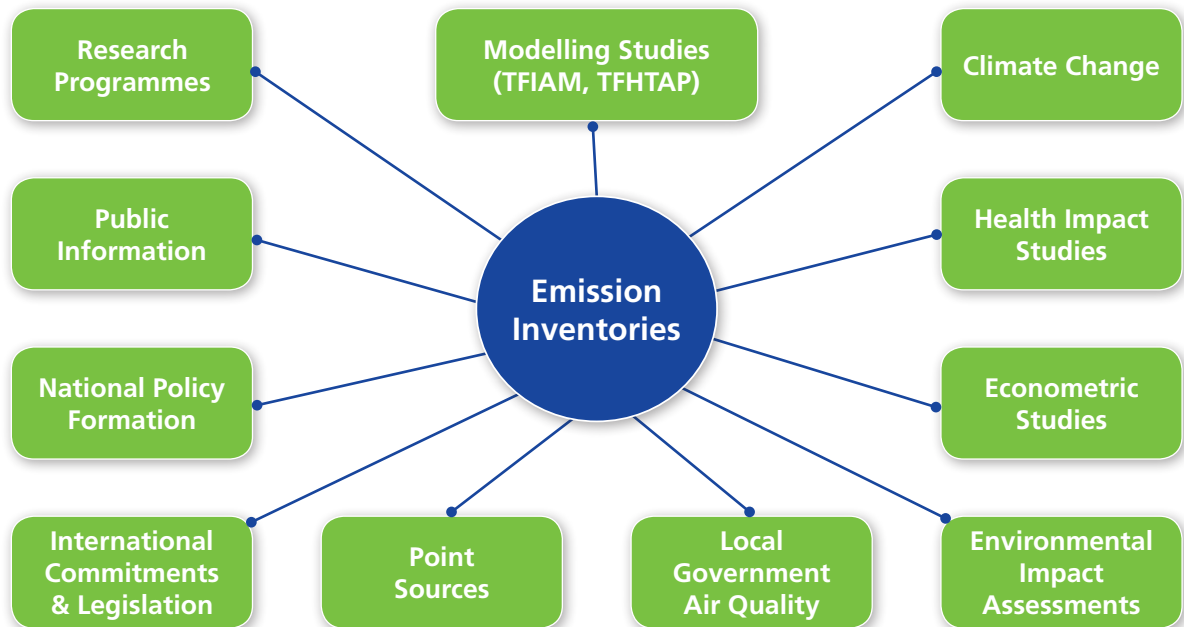 Research
Programmes
Modelling Studies
(TFIAM, TFHTAP)
Climate Change
Public
Information
Health Impact
Studies
Emission
Inventories
National Policy
Formation
Econometric
Studies
International
Commitments
& Legislation
Point
Sources
Local
Government
Air Quality
Environmental
Impact
Assessments